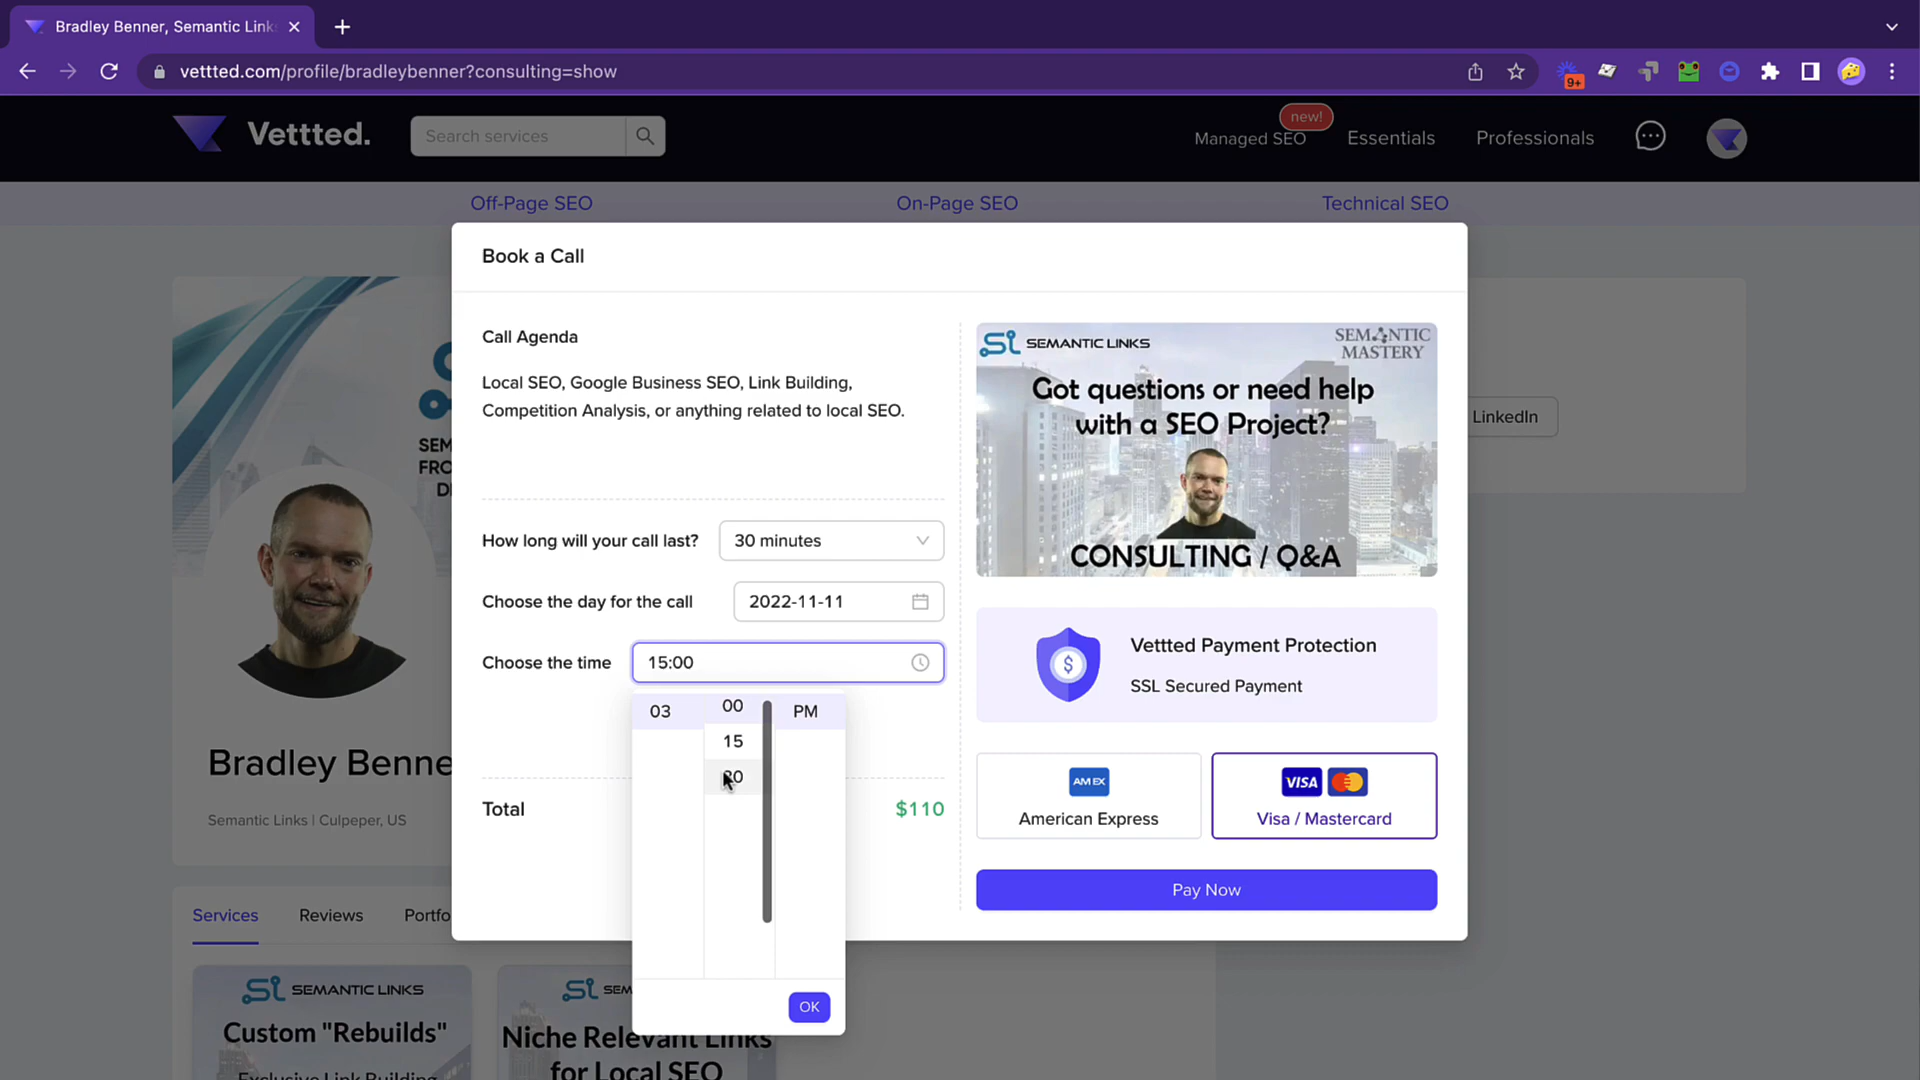 Bradley Benner, Semantic Link
vettted.com/profile/bradleybenner?consulting=show
9+
Vettted.
Search services
new!
Managed SEO
Essentials
Professionals
Off-Page SEO
On-Page SEO
Technical SEO
Book a Call
Call Agenda
Local SEO, Google Business SEO, Link Building,
Competition Analysis, or anything related to local SEO.
How long will your call last?
30 minutes
Choose the day for the call
2022-11-11
Choose the time
15:00
03
00
PM
15
Total
$110
OK
SEMANTIC LINKS
SEMANTIC
MASTERY
Got questions or need help
with a SEO Project?
CONSULTING / Q&A
Vettted Payment Protection
SSL Secured Payment
AM EX
American Express
VISA
Visa / Mastercard
Pay Now
LinkedIn
SEM
FRO
D
Bradley Benne
Semantic Links | Culpeper, US
Services
Reviews
Portfo
SEMANTIC LINKS
Custom "Rebuilds"
Exclusive Link Building
SEM
Niche Relevant Links
for Local SEO